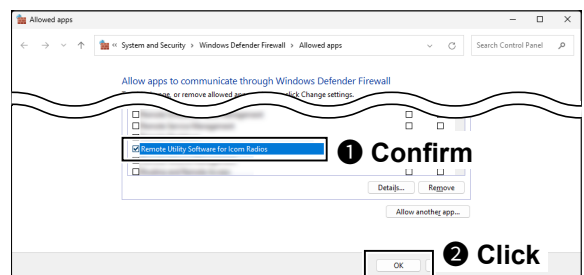 Allowed apps
System and Security > Windows Defender Firewall > Allowed apps
Search Control Panel
Allow apps to communicate through Windows Defender Firewall
or remove allowed click Change settings.
Remote Utility Software for Icom Radios
❶ Confirm
Details... Remove
Allow another app...
OK
❷ Click